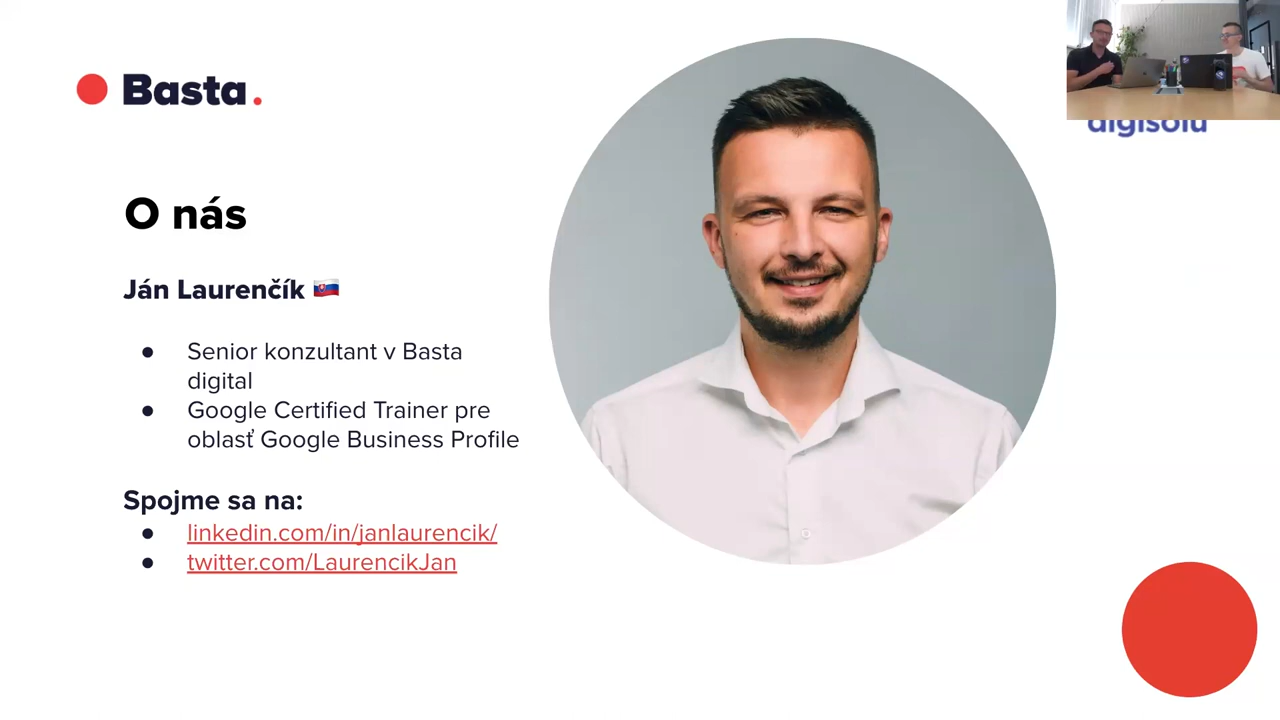 Basta.
digisolu
O nás
Ján Laurenčík
Senior konzultant v Basta
digital
Google Certified Trainer pre
oblasť Google Business Profile
Spojme sa na:
linkedin.com/in/janlaurencik/
twitter.com/LaurencikJan